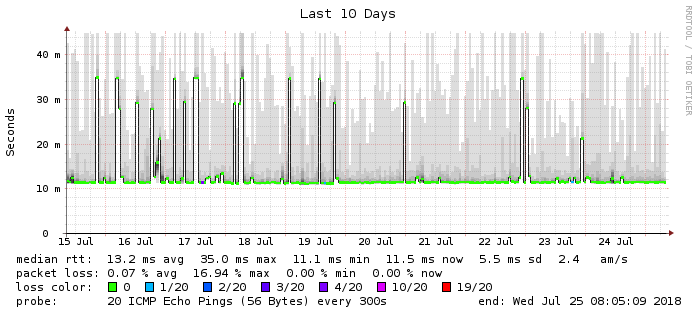 Last 10 Days
RRDTOOL / TOBI OETIKER
Seconds
40 m
30 m
20 m
10 m
0
15 Jul 16 Jul 17 Jul 18 Jul 19 Jul 20 Jul 21 Jul 22 Jul 23 Jul 24 Jul
median rtt: 13.2 ms avg 35.0 ms max 11.1 ms min 11.5 ms now 5.5 ms sd 2.4 am/s
packet loss: 0.07 % avg 16.94 % max 0.00 % min 0.00 % now
loss color: 0 1/20 2/20 3/20 4/20 10/20 19/20
probe: 20 ICMP Echo Pings (56 Bytes) every 300s end: Wed Jul 25 08:05:09 2018